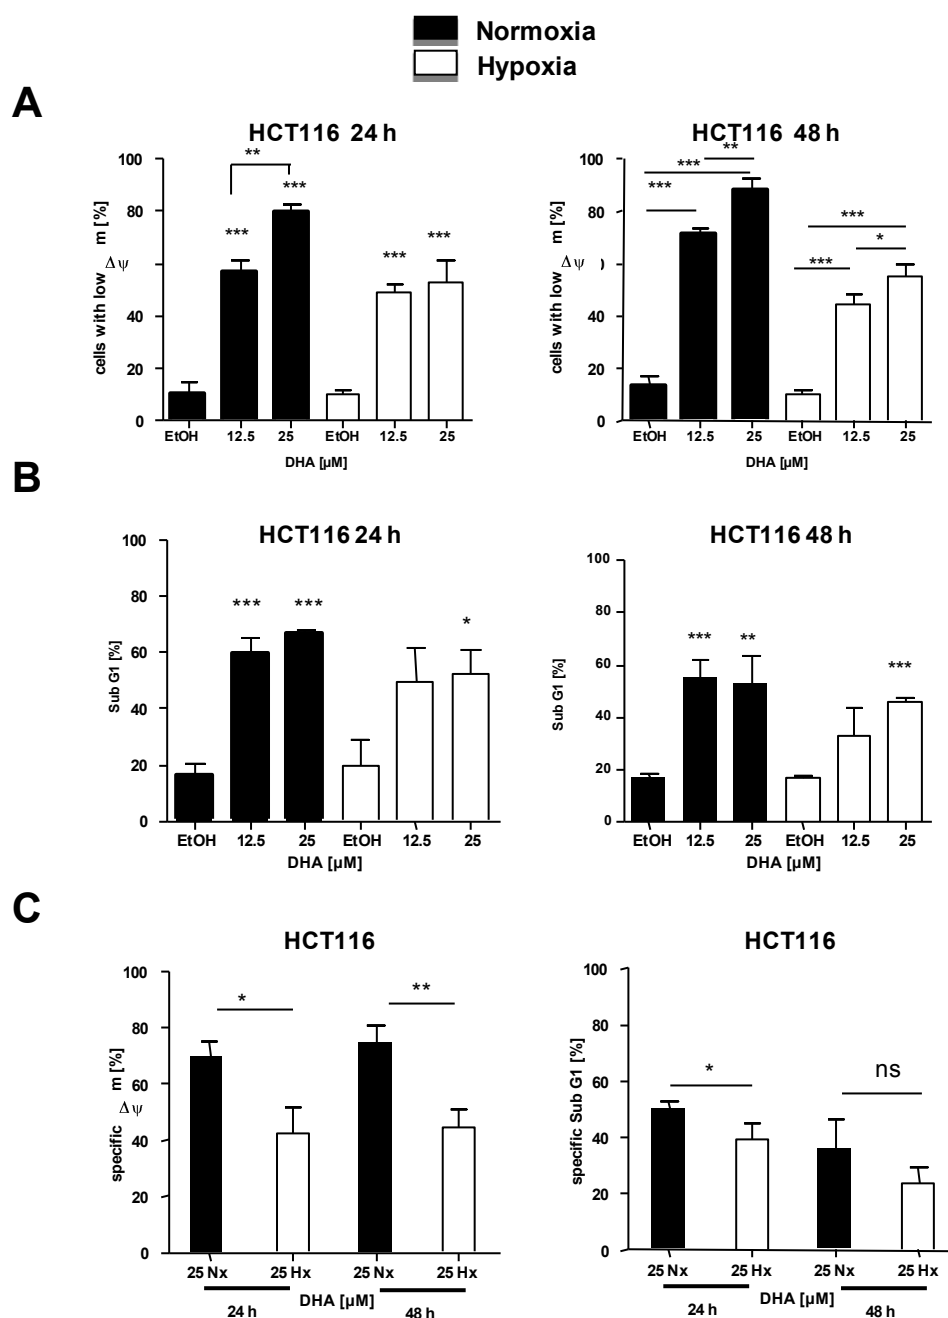 Normoxia
Hypoxia
A
HCT116 24 h
cells with low Δψ m [%]
100
80
60
40
20
0
**
***
***
***
***
EtOH 12.5 25 EtOH 12.5 25
DHA [µM]
HCT116 48 h
cells with low Δψ m [%]
100
80
40
20
0
**
***
***
***
*
***
EtOH 12.5 25 EtOH 12.5 25
DHA [µM]
B
HCT116 24 h
Sub G1 [%]
100
80
60
40
20
0
*** ***
*
EtOH 12.5 25 EtOH 12.5 25
DHA [µM]
HCT116 48 h
Sub G1 [%]
100
80
60
40
20
0
*** **
***
EtOH 12.5 25 EtOH 12.5 25
DHA [µM]
C
HCT116
specific Δψ m [%]
100
80
60
40
20
0
* **
25 Nx 25 Hx 25 Nx 25 Hx
DHA [µM]
24 h 48 h
HCT116
specific Sub G1 [%]
100
80
60
40
20
0
* ns
25 Nx 25 Hx 25 Nx 25 Hx
DHA [µM]
24 h 48 h